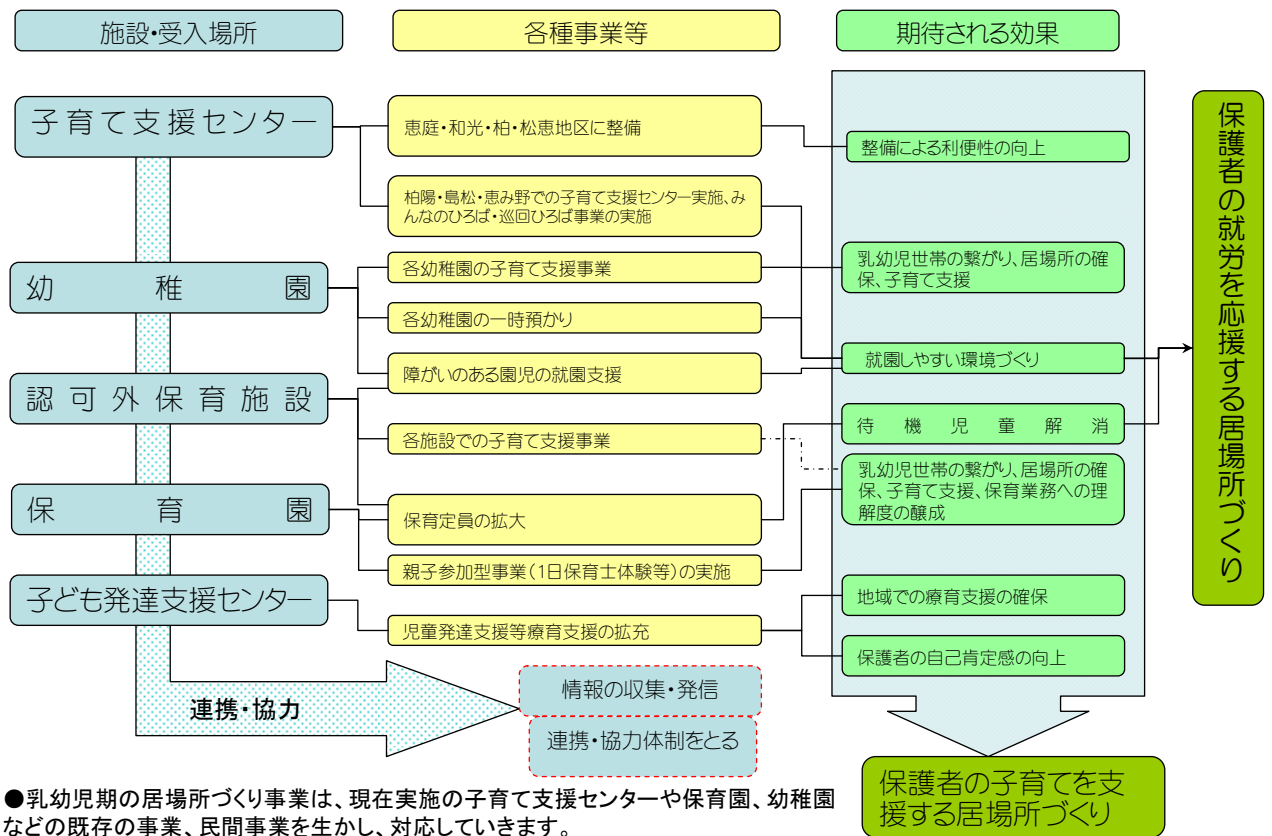 施設・受入場所
各種事業等
期待される効果
子育て支援センター
恵庭・和光・柏・松恵地区に整備
整備による利便性の向上
柏陽・島松・恵み野での子育て支援センター実施、み
んなのひろば・巡回ひろば事業の実施
幼稚園
各幼稚園の子育て支援事業
乳幼児世帯の繋がり、居場所の確
保、子育て支援
各幼稚園の一時預かり
障がいのある園児の就園支援
就園しやすい環境づくり
認可外保育施設
各施設での子育て支援事業
待機児童解消
乳幼児世帯の繋がり、居場所の確
保、子育て支援、保育業務への理
解度の醸成
保育園
保育定員の拡大
親子参加型事業(1日保育士体験等)の実施
子ども発達支援センター
児童発達支援等療育支援の拡充
地域での療育支援の確保
保護者の自己肯定感の向上
保護者の就労を応援する居場所づくり
連携・協力
情報の収集・発信
連携・協力体制をとる
保護者の子育てを支
援する居場所づくり
●乳幼児期の居場所づくり事業は、現在実施の子育て支援センターや保育園、幼稚園
などの既存の事業、民間事業を生かし、対応していきます。